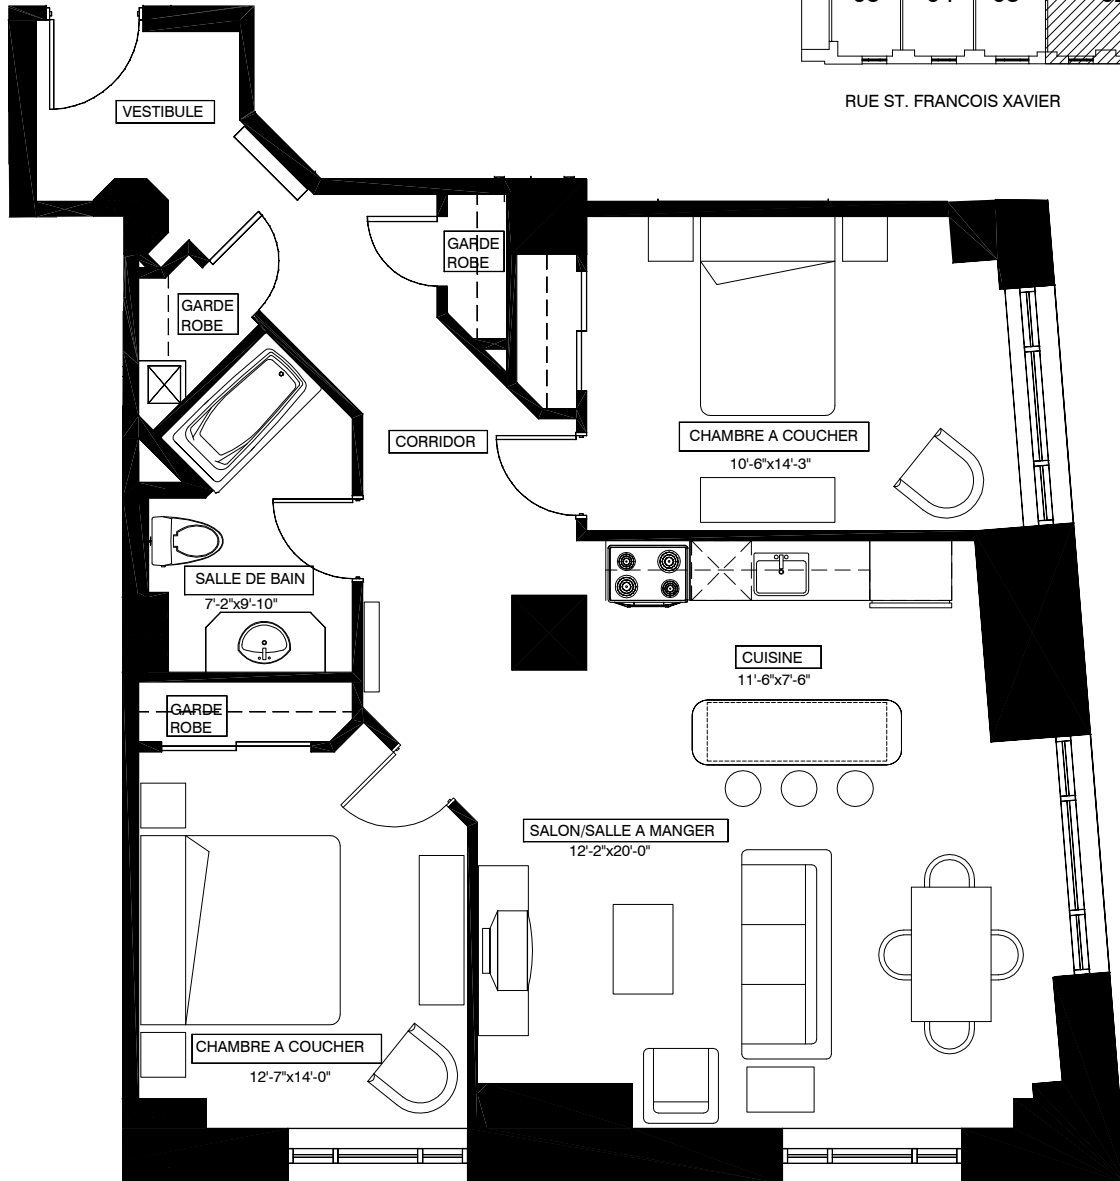 RUE ST. FRANCOIS XAVIER
VESTIBULE
GARDE
ROBE
GARDE
ROBE
CORRIDOR
CHAMBRE A COUCHER
10'-6"x14'-3"
SALLE DE BAIN
7'-2"x9'-10"
CUISINE
11'-6"x7'-6"
GARDE
ROBE
SALON/SALLE A MANGER
12'-2"x20'-0"
CHAMBRE A COUCHER
12'-7"x14'-0"